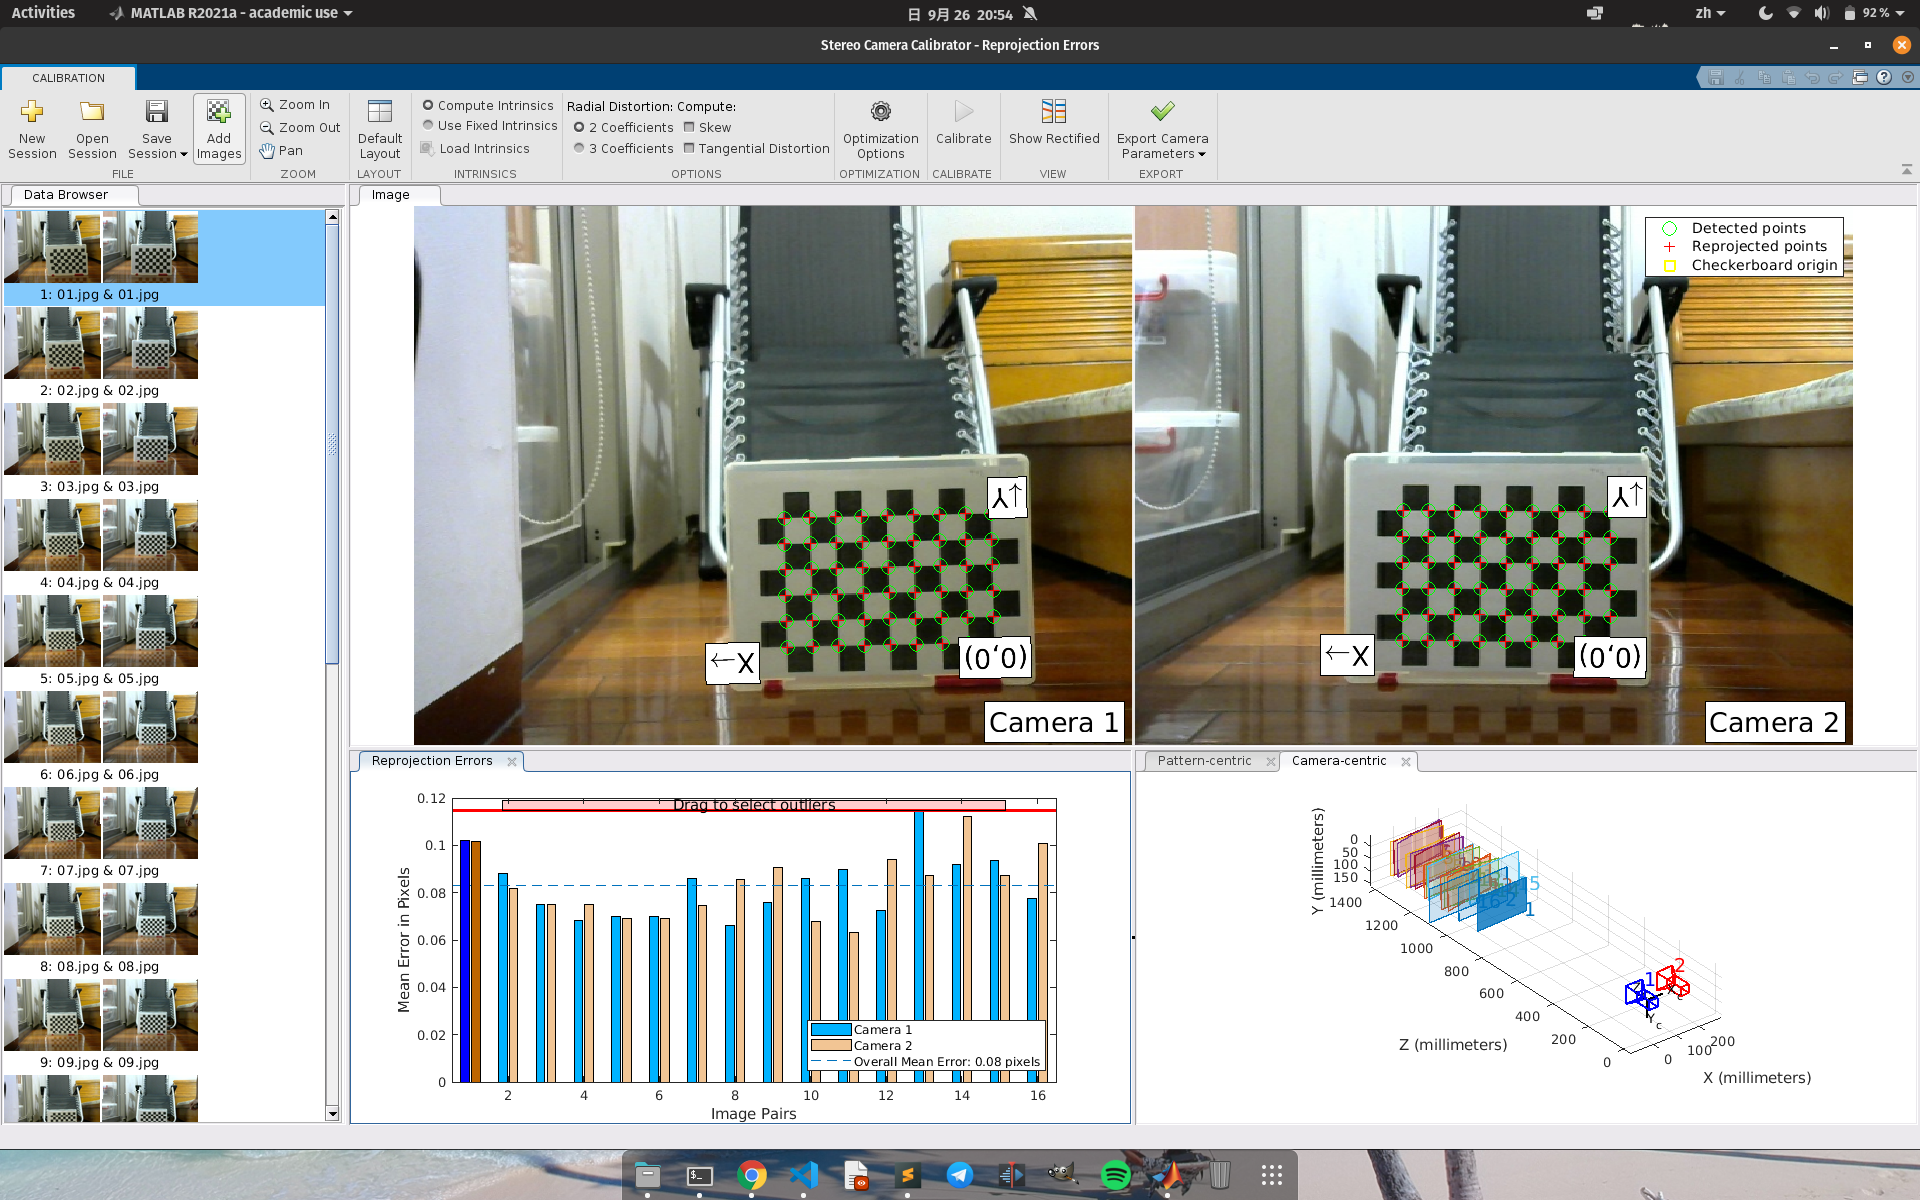 Activities
MATLAB R2021a - academic use
日 9月 26 20:54
zh
92 %
Stereo Camera Calibrator - Reprojection Errors
CALIBRATION
New Session
Open Session
Save Session
Add Images
FILE
Zoom In
Zoom Out
Pan
ZOOM
Default Layout
LAYOUT
Compute Intrinsics
Use Fixed Intrinsics
Load Intrinsics
INTRINSICS
Radial Distortion: Compute:
2 Coefficients Skew
3 Coefficients Tangential Distortion
OPTIONS
Optimization Options
OPTIMIZATION
Calibrate
CALIBRATE
Show Rectified
VIEW
Export Camera Parameters
EXPORT
Data Browser
1: 01.jpg & 01.jpg
2: 02.jpg & 02.jpg
3: 03.jpg & 03.jpg
4: 04.jpg & 04.jpg
5: 05.jpg & 05.jpg
6: 06.jpg & 06.jpg
7: 07.jpg & 07.jpg
8: 08.jpg & 08.jpg
9: 09.jpg & 09.jpg
Image
Y↑
←X
(0,0)
Camera 1
Detected points
Reprojected points
Checkerboard origin
Y↑
←X
(0,0)
Camera 2
Reprojection Errors
Drag to select outliers
0.12
0.1
0.08
0.06
0.04
0.02
0
Mean Error in Pixels
2 4 6 8 10 12 14 16
Image Pairs
Camera 1
Camera 2
Overall Mean Error: 0.08 pixels
Pattern-centric
Camera-centric
Y (millimeters)
0
50
100
150
1400
1200
1000
800
600
400
200
0
Z (millimeters)
0
100
200
X (millimeters)
15
16
2
1
1
2
Yc